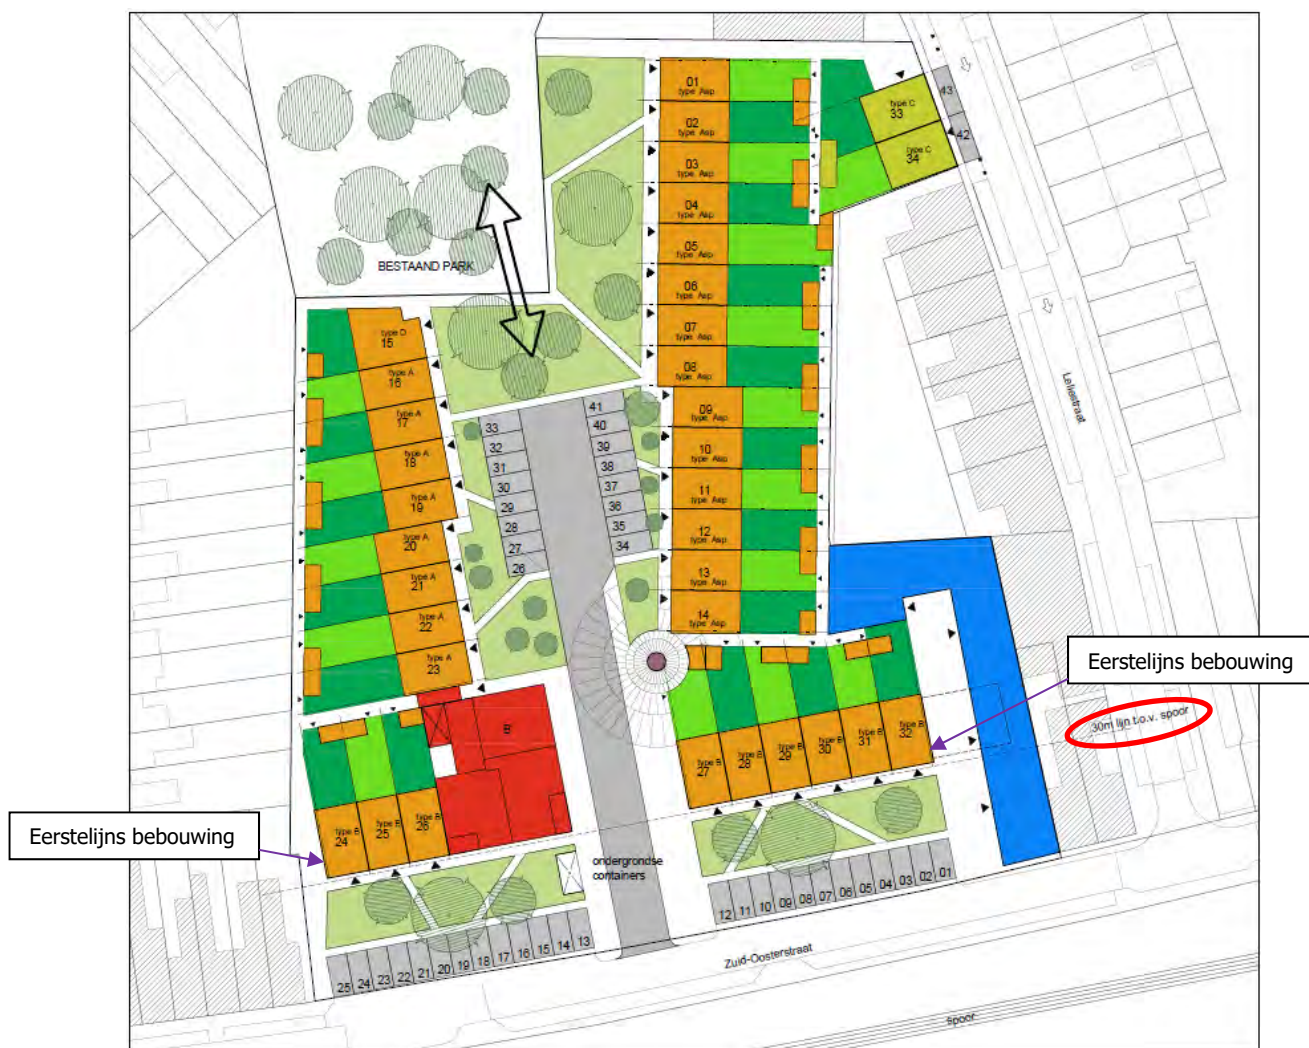 BESTAAND PARK
01
type Asp
02
type Asp
03
type Asp
04
type Asp
05
type Asp
06
type Asp
07
type Asp
08
type Asp
09
type Asp
10
type Asp
11
type Asp
12
type Asp
13
type Asp
14
type Asp
type C
33
type C
34
43
42
Leliestraat
type D
15
type A
16
type A
17
type A
18
type A
19
type A
20
type A
21
type A
22
type A
23
33
32
31
30
29
28
27
26
41
40
39
38
37
36
35
34
B
type B
24
type B
25
type B
26
type B
27
type B
28
type B
29
type B
30
type B
31
type B
32
Eerstelijns bebouwing
30m lijn t.o.v. spoor
Eerstelijns bebouwing
ondergrondse
containers
12 11 10 09 08 07 06 05 04 03 02 01
25 24 23 22 21 20 19 18 17 16 15 14 13
Zuid-Oosterstraat
spoor